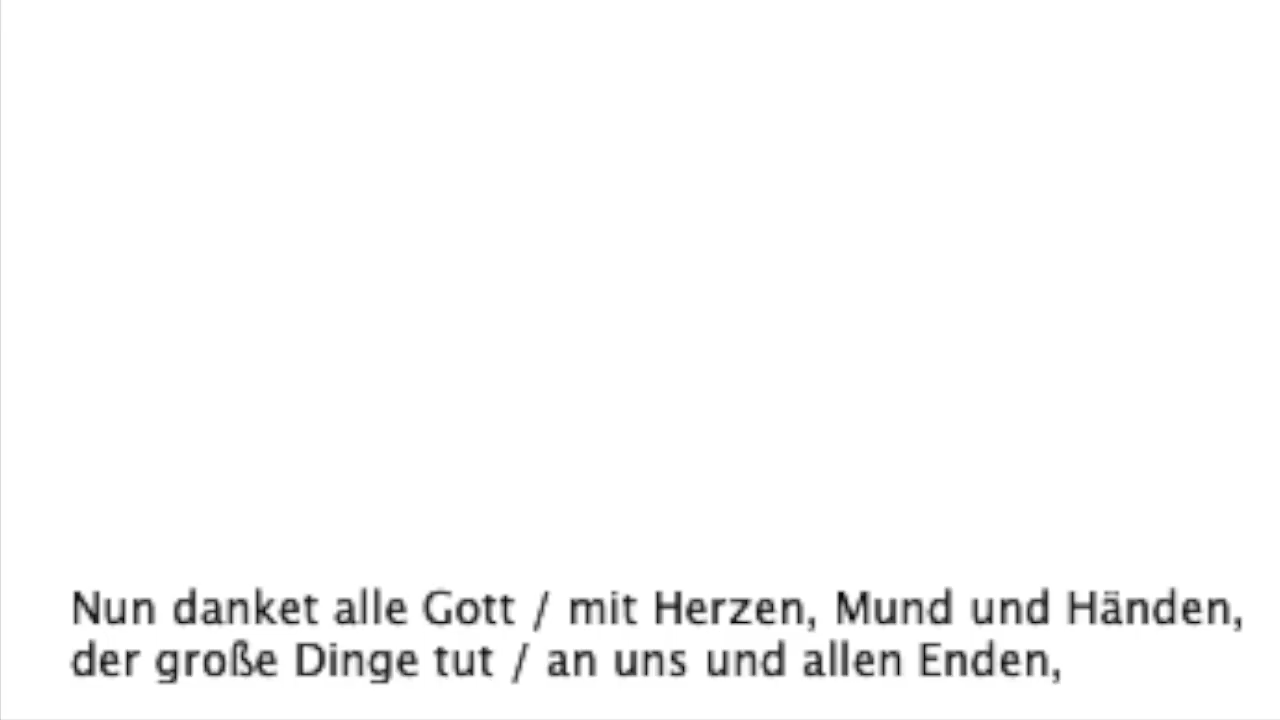 Nun danket alle Gott / mit Herzen, Mund und Händen,
der große Dinge tut / an uns und allen Enden,